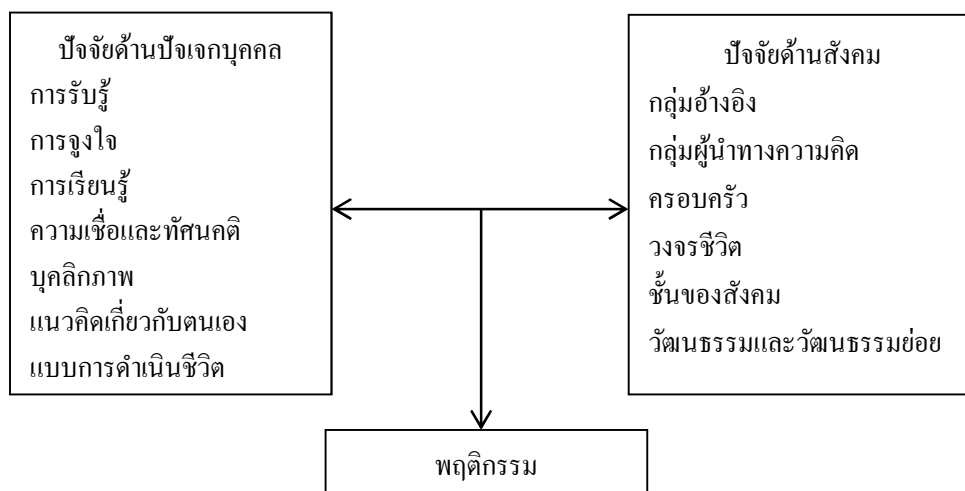 ปัจจัยด้านปัจเจกบุคคล
การรับรู้
การจูงใจ
การเรียนรู้
ความเชื่อและทัศนคติ
บุคลิกภาพ
แนวคิดเกี่ยวกับตนเอง
แบบการดำเนินชีวิต
ปัจจัยด้านสังคม
กลุ่มอ้างอิง
กลุ่มผู้นำทางความคิด
ครอบครัว
วงจรชีวิต
ชั้นของสังคม
วัฒนธรรมและวัฒนธรรมย่อย
พฤติกรรม